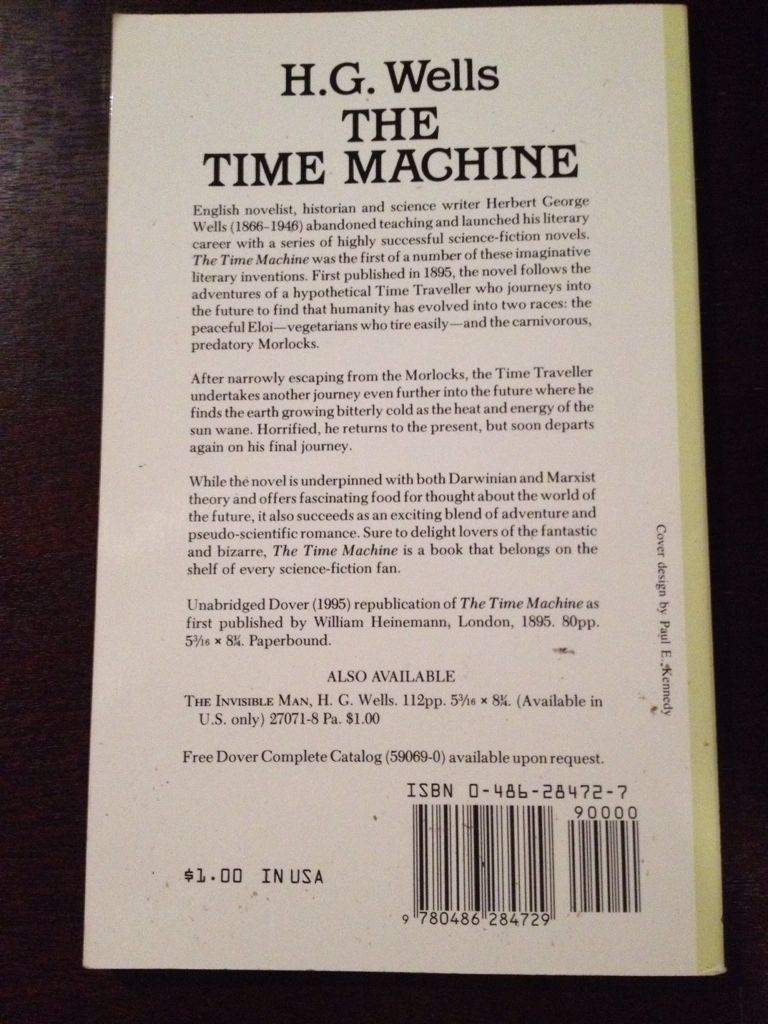 H.G. Wells
THE
TIME MACHINE
English novelist, historian and science writer Herbert George
Wells (1866–1946) abandoned teaching and launched his literary
career with a series of highly successful science-fiction novels.
The Time Machine was the first of a number of these imaginative
literary inventions. First published in 1895, the novel follows the
adventures of a hypothetical Time Traveller who journeys into
the future to find that humanity has evolved into two races: the
peaceful Eloi—vegetarians who tire easily—and the carnivorous,
predatory Morlocks.
After narrowly escaping from the Morlocks, the Time Traveller
undertakes another journey even further into the future where he
finds the earth growing bitterly cold as the heat and energy of the
sun wane. Horrified, he returns to the present, but soon departs
again on his final journey.
While the novel is underpinned with both Darwinian and Marxist
theory and offers fascinating food for thought about the world of
the future, it also succeeds as an exciting blend of adventure and
pseudo-scientific romance. Sure to delight lovers of the fantastic
and bizarre, The Time Machine is a book that belongs on the
shelf of every science-fiction fan.
Unabridged Dover (1995) republication of The Time Machine as
first published by William Heinemann, London, 1895. 80pp.
5³⁄₁₆ × 8¼. Paperbound.
ALSO AVAILABLE
THE INVISIBLE MAN, H. G. Wells. 112pp. 5³⁄₁₆ × 8¼. (Available in
U.S. only) 27071-8 Pa. $1.00
Free Dover Complete Catalog (59069-0) available upon request.
Cover design by Paul E. Kennedy
ISBN 0-486-28472-7
90000
$1.00 IN USA
9 780486 284729